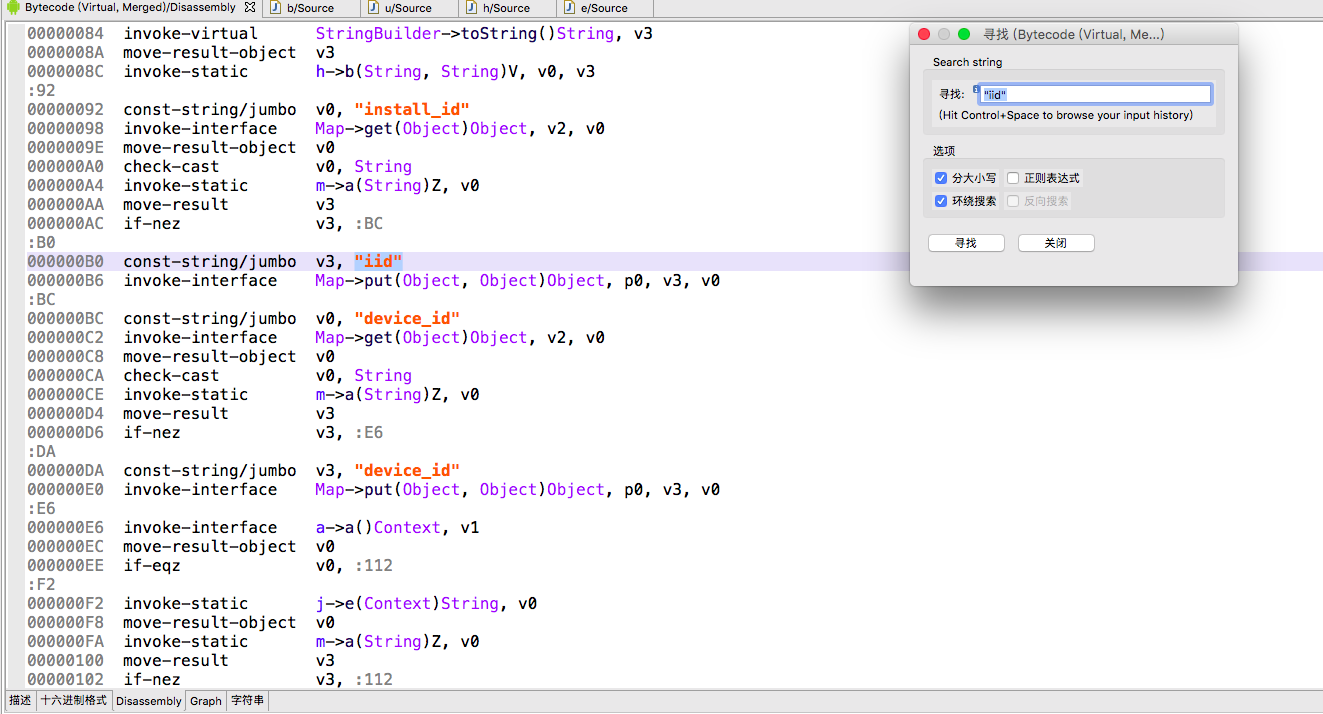 Bytecode (Virtual, Merged)/Disassembly b/Source u/Source h/Source e/Source
00000084 invoke-virtual StringBuilder->toString()String, v3
0000008A move-result-object v3
0000008C invoke-static h->b(String, String)V, v0, v3
:92
00000092 const-string/jumbo v0, "install_id"
00000098 invoke-interface Map->get(Object)Object, v2, v0
0000009E move-result-object v0
000000A0 check-cast v0, String
000000A4 invoke-static m->a(String)Z, v0
000000AA move-result v3
000000AC if-nez v3, :BC
:B0
000000B0 const-string/jumbo v3, "iid"
000000B6 invoke-interface Map->put(Object, Object)Object, p0, v3, v0
:BC
000000BC const-string/jumbo v0, "device_id"
000000C2 invoke-interface Map->get(Object)Object, v2, v0
000000C8 move-result-object v0
000000CA check-cast v0, String
000000CE invoke-static m->a(String)Z, v0
000000D4 move-result v3
000000D6 if-nez v3, :E6
:DA
000000DA const-string/jumbo v3, "device_id"
000000E0 invoke-interface Map->put(Object, Object)Object, p0, v3, v0
:E6
000000E6 invoke-interface a->a()Context, v1
000000EC move-result-object v0
000000EE if-eqz v0, :112
:F2
000000F2 invoke-static j->e(Context)String, v0
000000F8 move-result-object v0
000000FA invoke-static m->a(String)Z, v0
00000100 move-result v3
00000102 if-nez v3, :112
描述 十六进制格式 Disassembly Graph 字符串
寻找 (Bytecode (Virtual, Me...)
Search string
寻找: "iid"
(Hit Control+Space to browse your input history)
选项
分大小写 正则表达式
环绕搜索 反向搜索
寻找 关闭